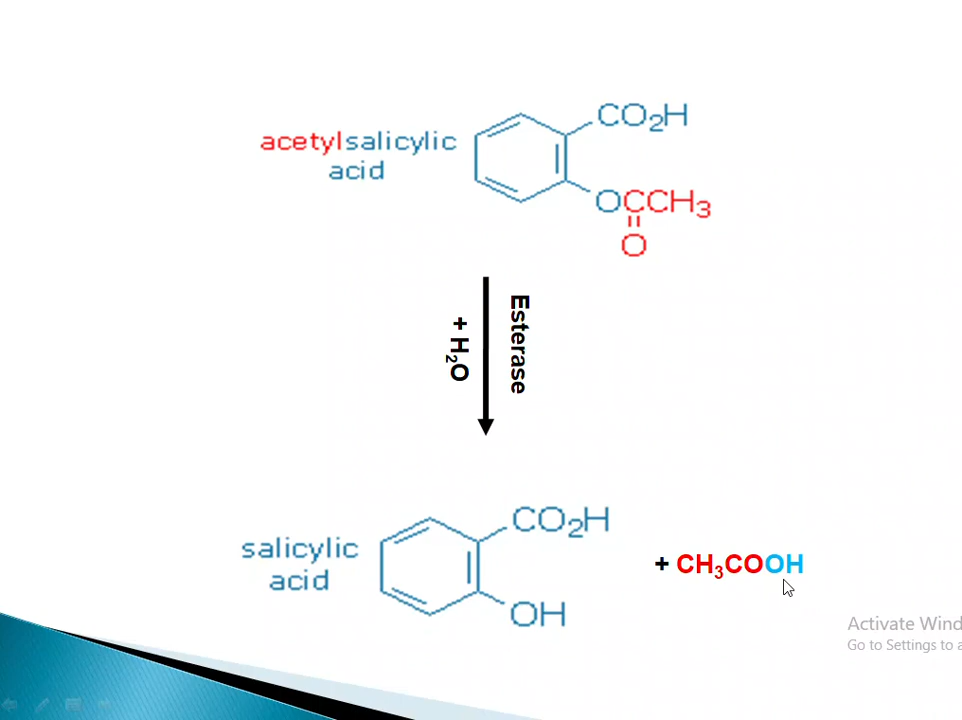 acetylsalicylic
acid
CO₂H
OCCH₃
O
+ H₂O
Esterase
salicylic
acid
CO₂H
OH
+ CH₃COOH
Activate Wind
Go to Settings to a